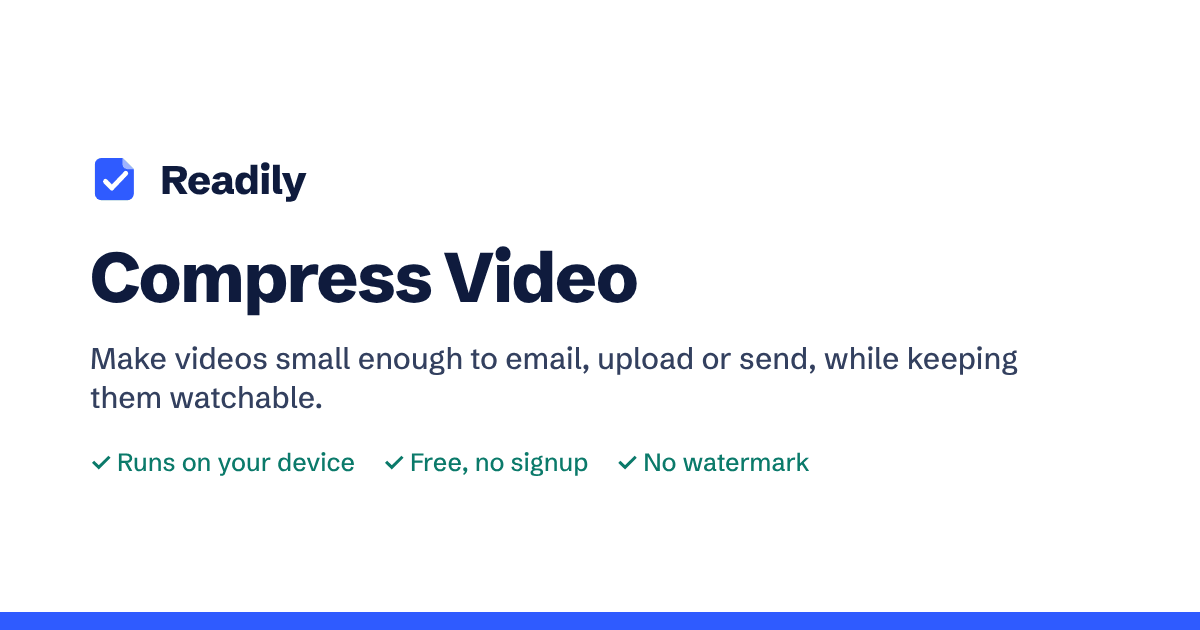 Readily
Compress Video
Make videos small enough to email, upload or send, while keeping
them watchable.
✓ Runs on your device ✓ Free, no signup ✓ No watermark